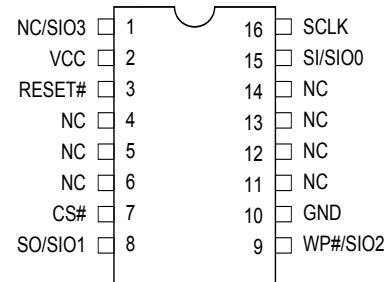 NC/SIO3 1 16 SCLK
VCC 2 15 SI/SIO0
RESET# 3 14 NC
NC 4 13 NC
NC 5 12 NC
NC 6 11 NC
CS# 7 10 GND
SO/SIO1 8 9 WP#/SIO2